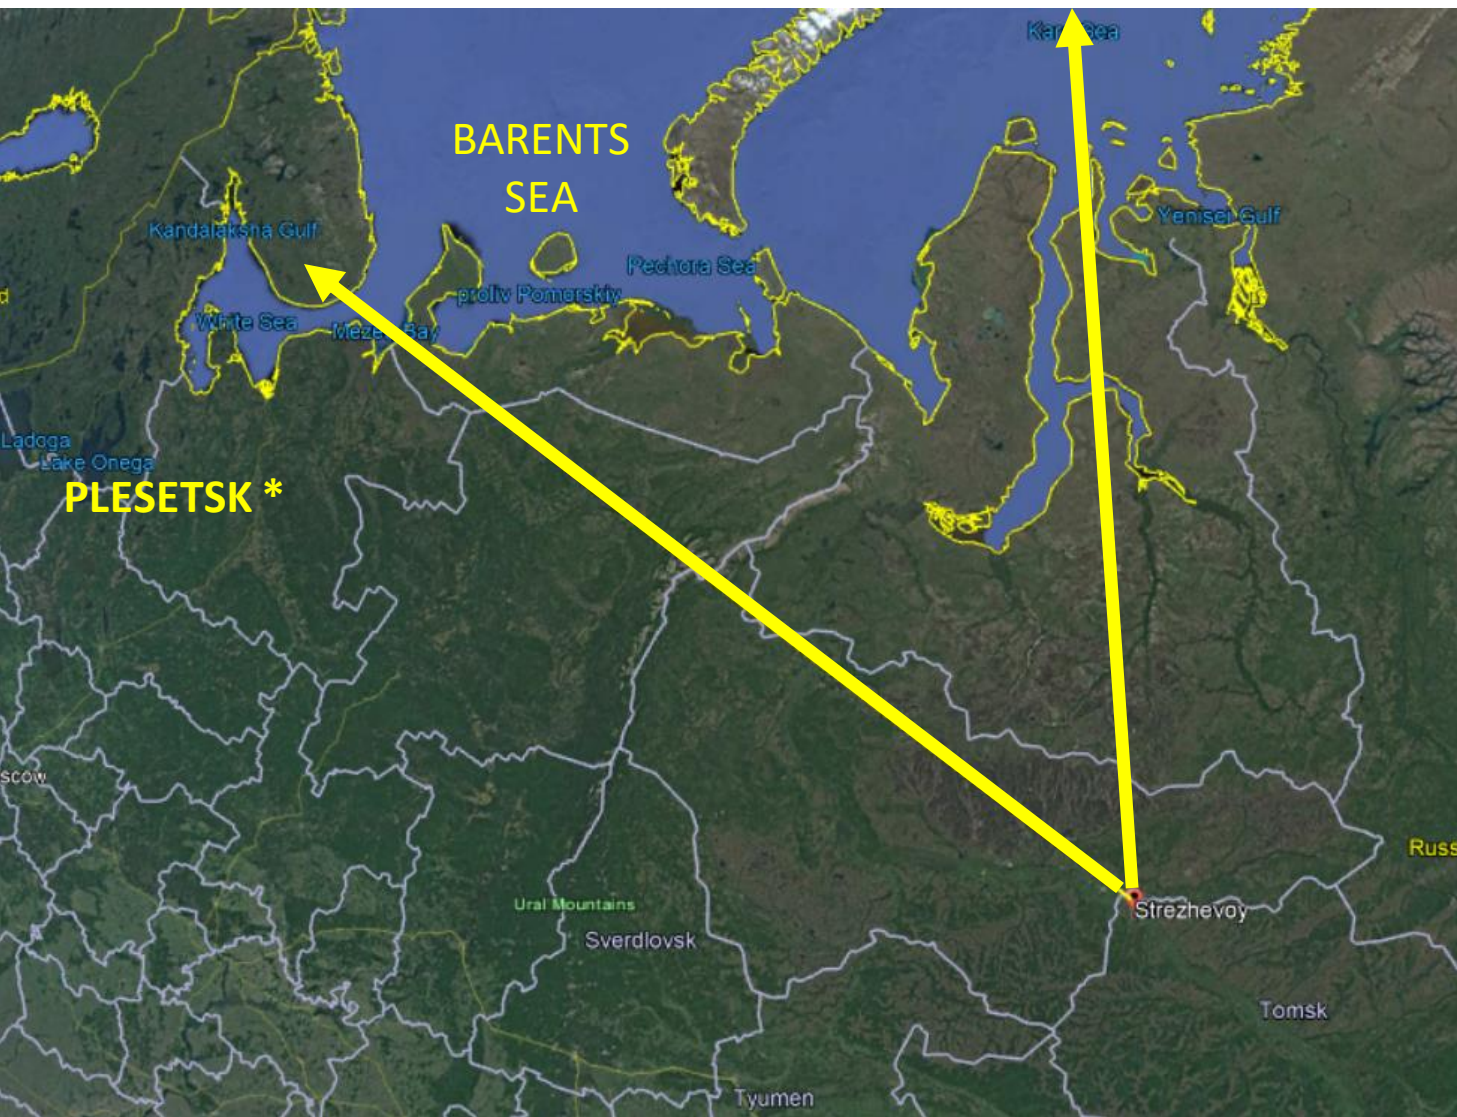 Kara Sea
BARENTS
SEA
Kandalaksha Gulf
Yenisei Gulf
Pechora Sea
proliv Pomorskiy
White Sea
Mezen Bay
d
Ladoga
Lake Onega
PLESETSK *
scow
Russ
Ural Mountains
Strezhevoy
Sverdlovsk
Tomsk
Tyumen